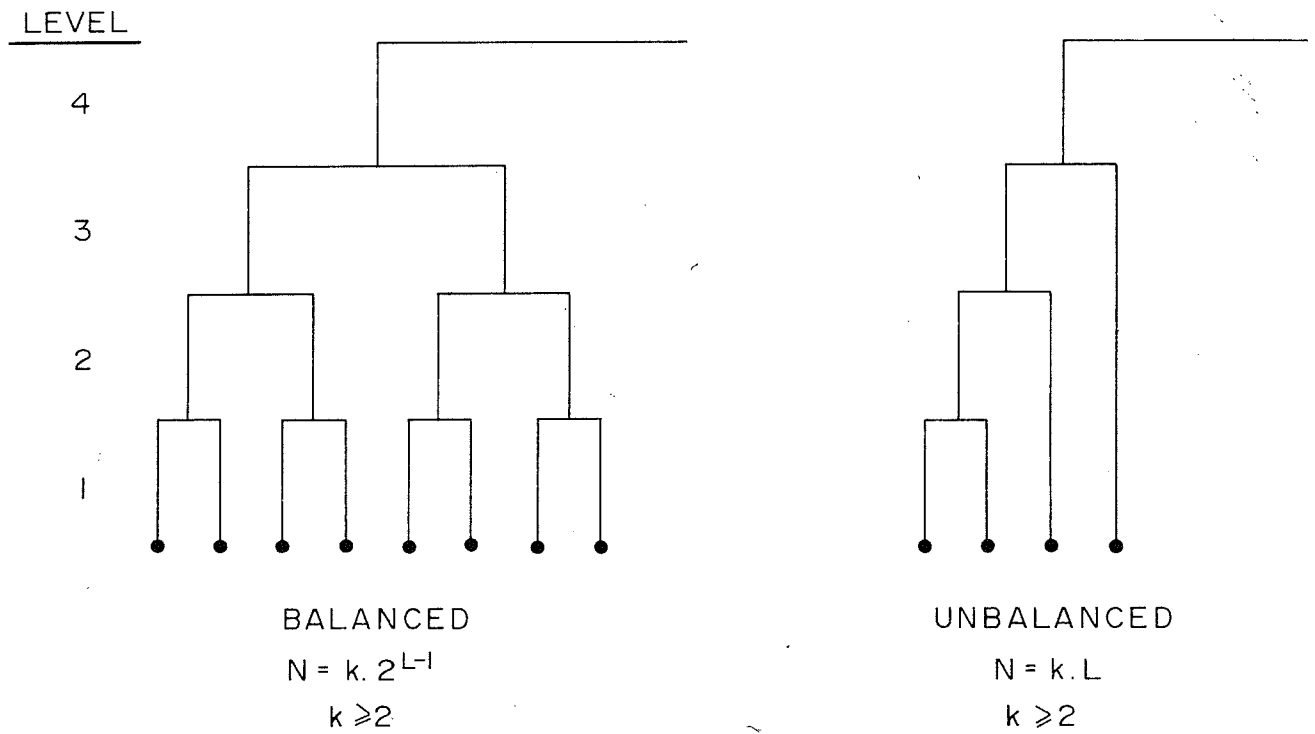 LEVEL
4
3
2
1
BALANCED
N = k. 2^{L-1}
k ⩾2
UNBALANCED
N = k. L
k ⩾2